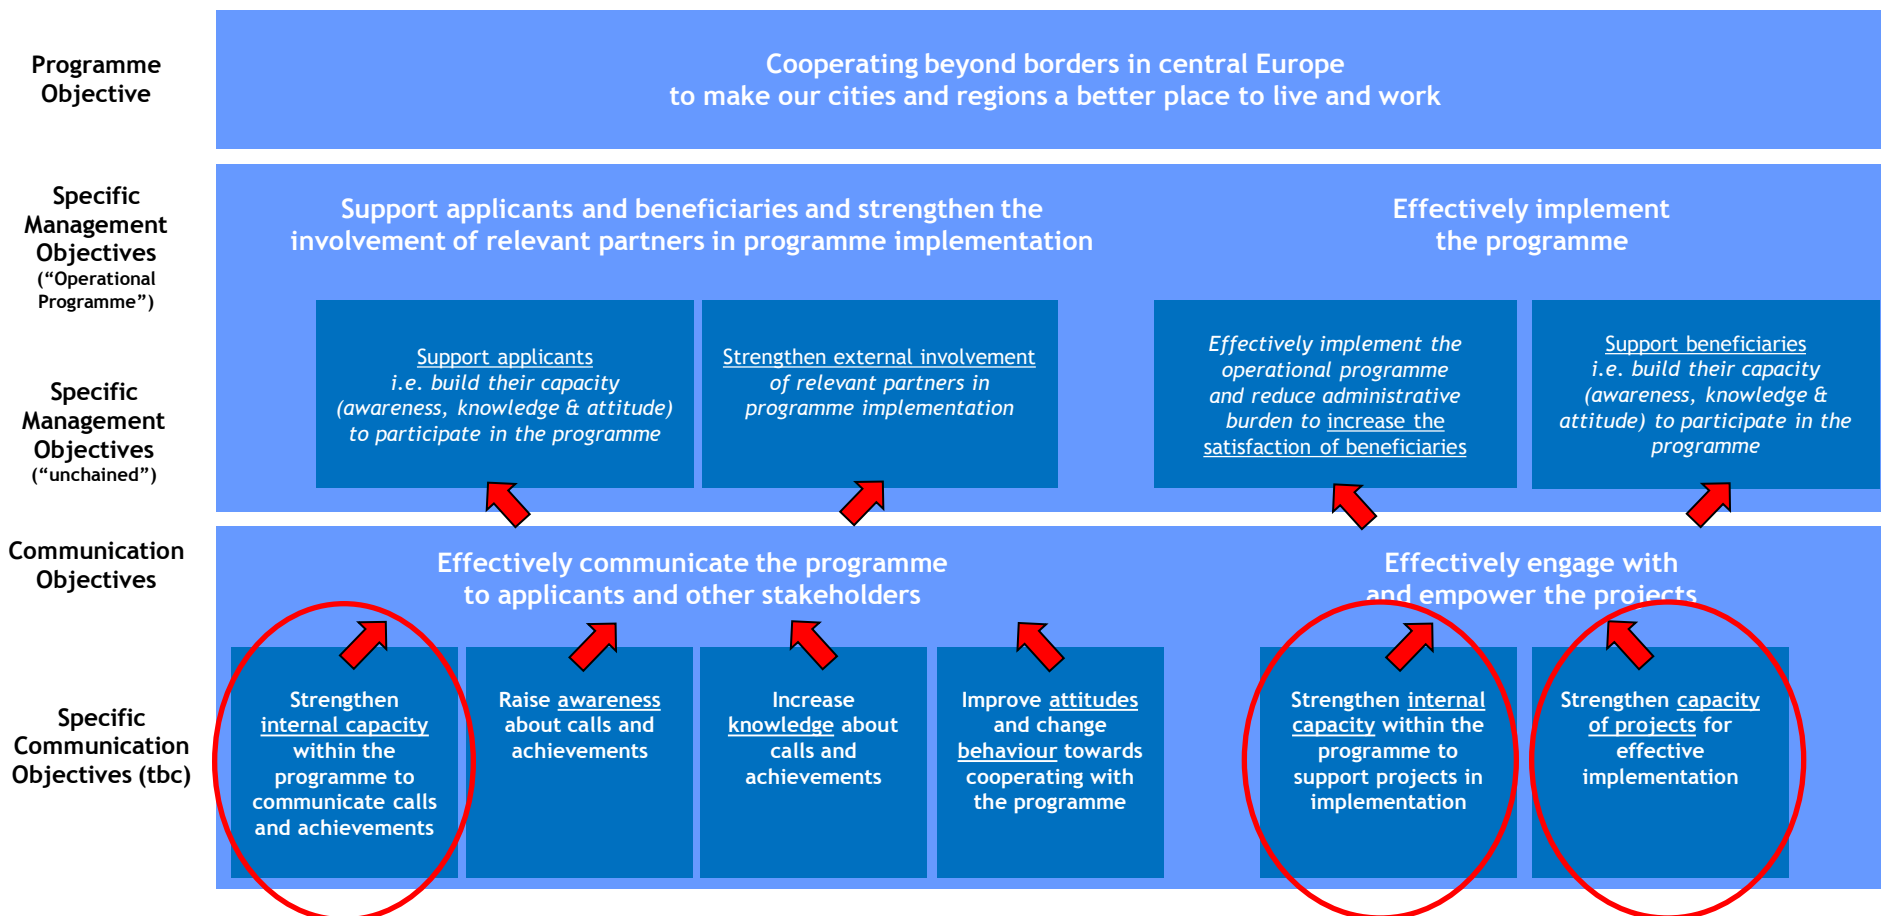 Programme
Objective
Cooperating beyond borders in central Europe
to make our cities and regions a better place to live and work
Specific
Management
Objectives
(“Operational
Programme”)
Support applicants and beneficiaries and strengthen the
involvement of relevant partners in programme implementation
Effectively implement
the programme
Specific
Management
Objectives
(“unchained”)
Support applicants
i.e. build their capacity
(awareness, knowledge & attitude)
to participate in the programme
Strengthen external involvement
of relevant partners in
programme implementation
Effectively implement the
operational programme
and reduce administrative
burden to increase the
satisfaction of beneficiaries
Support beneficiaries
i.e. build their capacity
(awareness, knowledge &
attitude) to participate in the
programme
Communication
Objectives
Effectively communicate the programme
to applicants and other stakeholders
Effectively engage with
and empower the projects
Specific
Communication
Objectives (tbc)
Strengthen
internal capacity
within the
programme to
communicate calls
and achievements
Raise awareness
about calls and
achievements
Increase
knowledge about
calls and
achievements
Improve attitudes
and change
behaviour towards
cooperating with
the programme
Strengthen internal
capacity within the
programme to
support projects in
implementation
Strengthen capacity
of projects for
effective
implementation